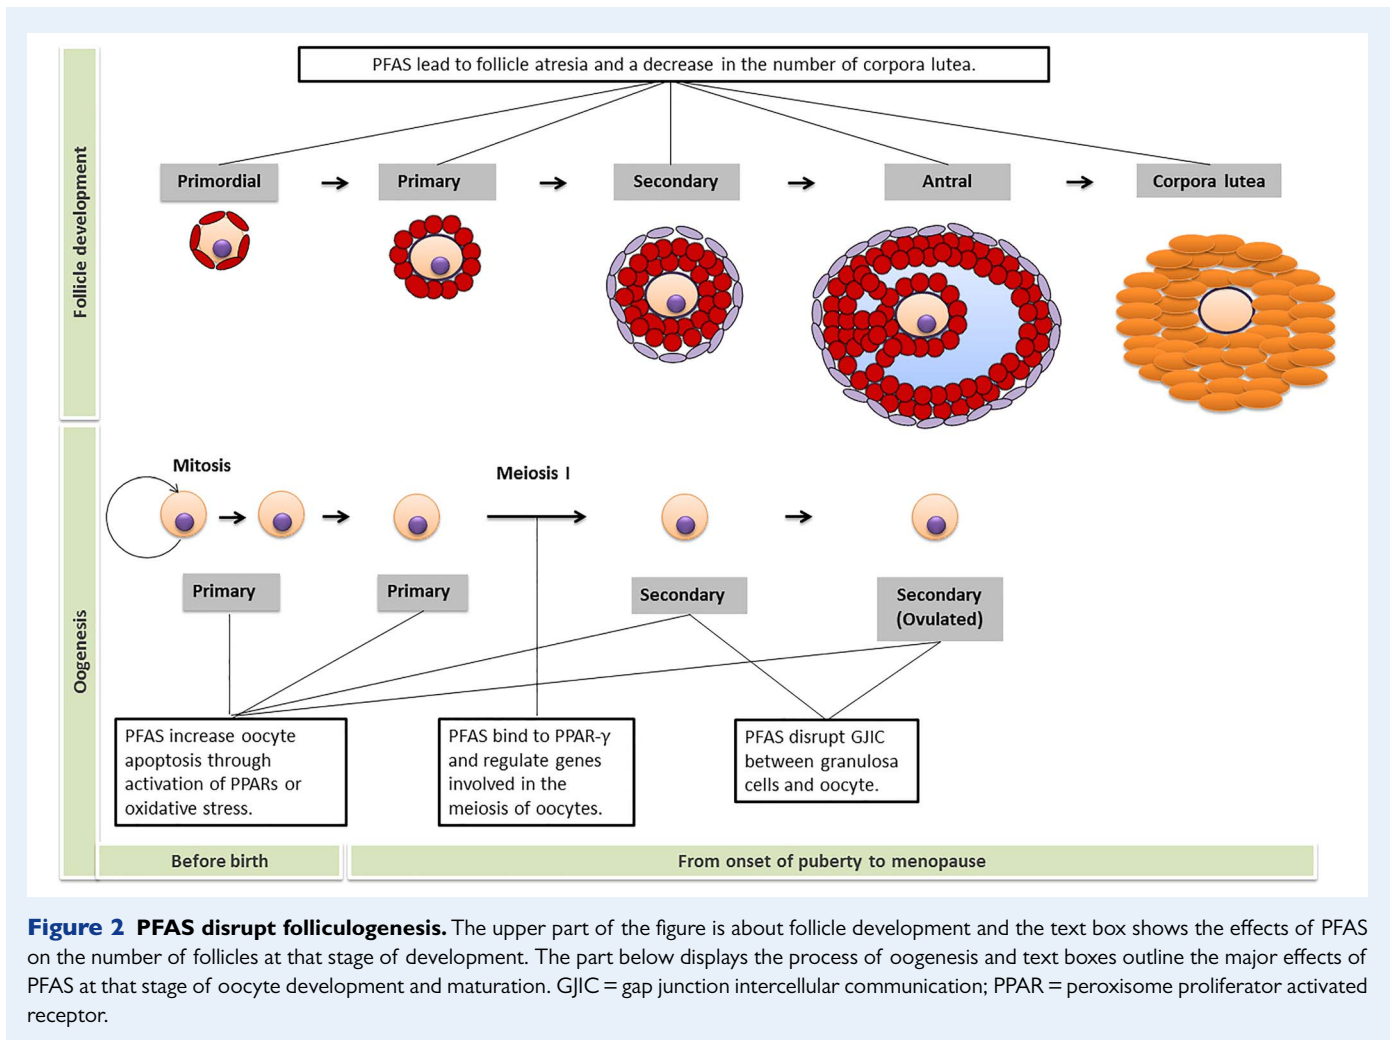 PFAS lead to follicle atresia and a decrease in the number of corpora lutea.
Follicle development
Primordial
Primary
Secondary
Antral
Corpora lutea
Oogenesis
Mitosis
Meiosis I
Primary
Primary
Secondary
Secondary
(Ovulated)
PFAS increase oocyte
apoptosis through
activation of PPARs or
oxidative stress.
PFAS bind to PPAR-γ
and regulate genes
involved in the
meiosis of oocytes.
PFAS disrupt GJIC
between granulosa
cells and oocyte.
Before birth
From onset of puberty to menopause
Figure 2 PFAS disrupt folliculogenesis. The upper part of the figure is about follicle development and the text box shows the effects of PFAS
on the number of follicles at that stage of development. The part below displays the process of oogenesis and text boxes outline the major effects of
PFAS at that stage of oocyte development and maturation. GJIC = gap junction intercellular communication; PPAR = peroxisome proliferator activated
receptor.